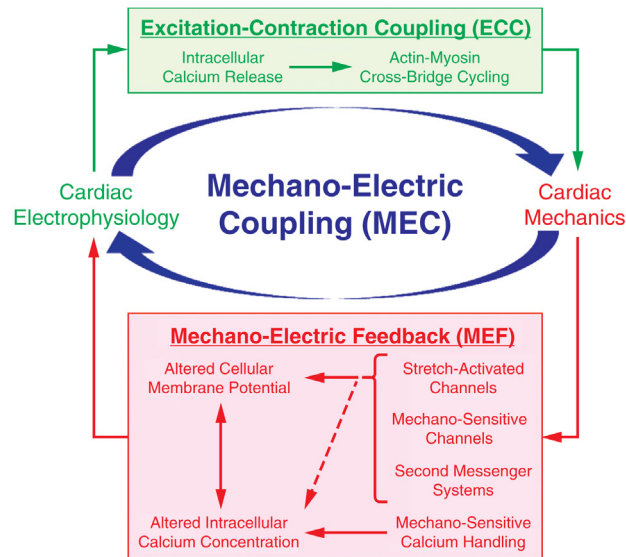 Excitation-Contraction Coupling (ECC)
Intracellular
Calcium Release
Actin-Myosin
Cross-Bridge Cycling
Cardiac
Electrophysiology
Mechano-Electric
Coupling (MEC)
Cardiac
Mechanics
Mechano-Electric Feedback (MEF)
Altered Cellular
Membrane Potential
Stretch-Activated
Channels
Mechano-Sensitive
Channels
Second Messenger
Systems
Altered Intracellular
Calcium Concentration
Mechano-Sensitive
Calcium Handling